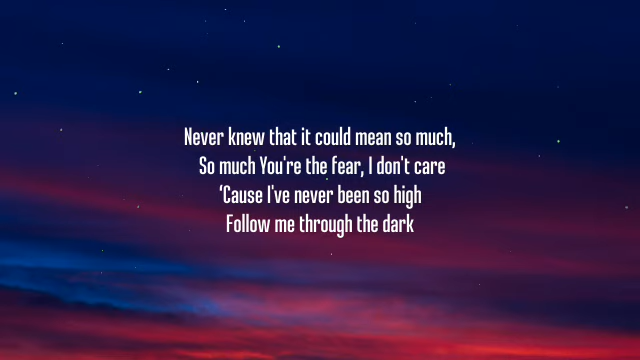 Never knew that it could mean so much,
So much You're the fear, I don't care
‘Cause I've never been so high
Follow me through the dark